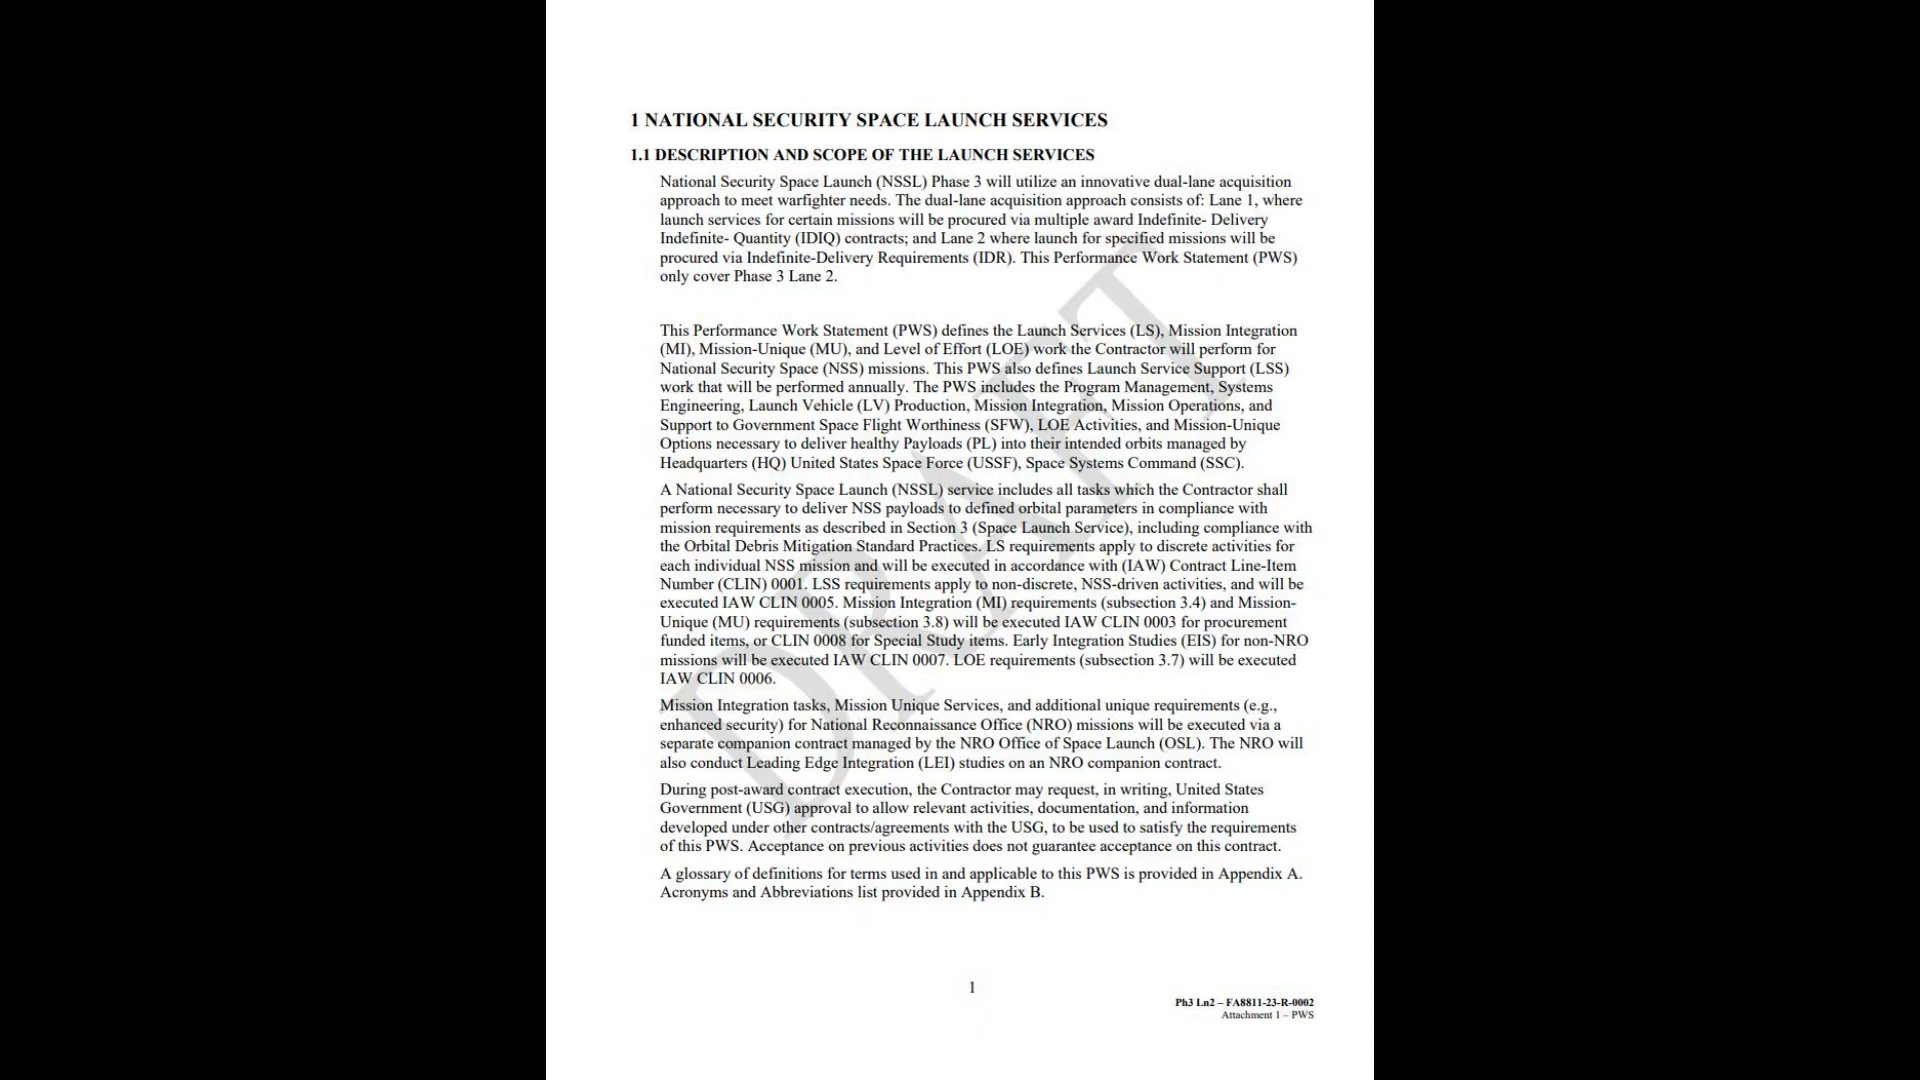 1 NATIONAL SECURITY SPACE LAUNCH SERVICES
1.1 DESCRIPTION AND SCOPE OF THE LAUNCH SERVICES
National Security Space Launch (NSSL) Phase 3 will utilize an innovative dual-lane acquisition
approach to meet warfighter needs. The dual-lane acquisition approach consists of: Lane 1, where
launch services for certain missions will be procured via multiple award Indefinite- Delivery
Indefinite- Quantity (IDIQ) contracts; and Lane 2 where launch for specified missions will be
procured via Indefinite-Delivery Requirements (IDR). This Performance Work Statement (PWS)
only cover Phase 3 Lane 2.
This Performance Work Statement (PWS) defines the Launch Services (LS), Mission Integration
(MI), Mission-Unique (MU), and Level of Effort (LOE) work the Contractor will perform for
National Security Space (NSS) missions. This PWS also defines Launch Service Support (LSS)
work that will be performed annually. The PWS includes the Program Management, Systems
Engineering, Launch Vehicle (LV) Production, Mission Integration, Mission Operations, and
Support to Government Space Flight Worthiness (SFW), LOE Activities, and Mission-Unique
Options necessary to deliver healthy Payloads (PL) into their intended orbits managed by
Headquarters (HQ) United States Space Force (USSF), Space Systems Command (SSC).
A National Security Space Launch (NSSL) service includes all tasks which the Contractor shall
perform necessary to deliver NSS payloads to defined orbital parameters in compliance with
mission requirements as described in Section 3 (Space Launch Service), including compliance with
the Orbital Debris Mitigation Standard Practices. LS requirements apply to discrete activities for
each individual NSS mission and will be executed in accordance with (IAW) Contract Line-Item
Number (CLIN) 0001. LSS requirements apply to non-discrete, NSS-driven activities, and will be
executed IAW CLIN 0005. Mission Integration (MI) requirements (subsection 3.4) and Mission-
Unique (MU) requirements (subsection 3.8) will be executed IAW CLIN 0003 for procurement
funded items, or CLIN 0008 for Special Study items. Early Integration Studies (EIS) for non-NRO
missions will be executed IAW CLIN 0007. LOE requirements (subsection 3.7) will be executed
IAW CLIN 0006.
Mission Integration tasks, Mission Unique Services, and additional unique requirements (e.g.,
enhanced security) for National Reconnaissance Office (NRO) missions will be executed via a
separate companion contract managed by the NRO Office of Space Launch (OSL). The NRO will
also conduct Leading Edge Integration (LEI) studies on an NRO companion contract.
During post-award contract execution, the Contractor may request, in writing, United States
Government (USG) approval to allow relevant activities, documentation, and information
developed under other contracts/agreements with the USG, to be used to satisfy the requirements
of this PWS. Acceptance on previous activities does not guarantee acceptance on this contract.
A glossary of definitions for terms used in and applicable to this PWS is provided in Appendix A.
Acronyms and Abbreviations list provided in Appendix B.
DRAFT
1
Ph3 Ln2 – FA8811-23-R-0002
Attachment 1 – PWS